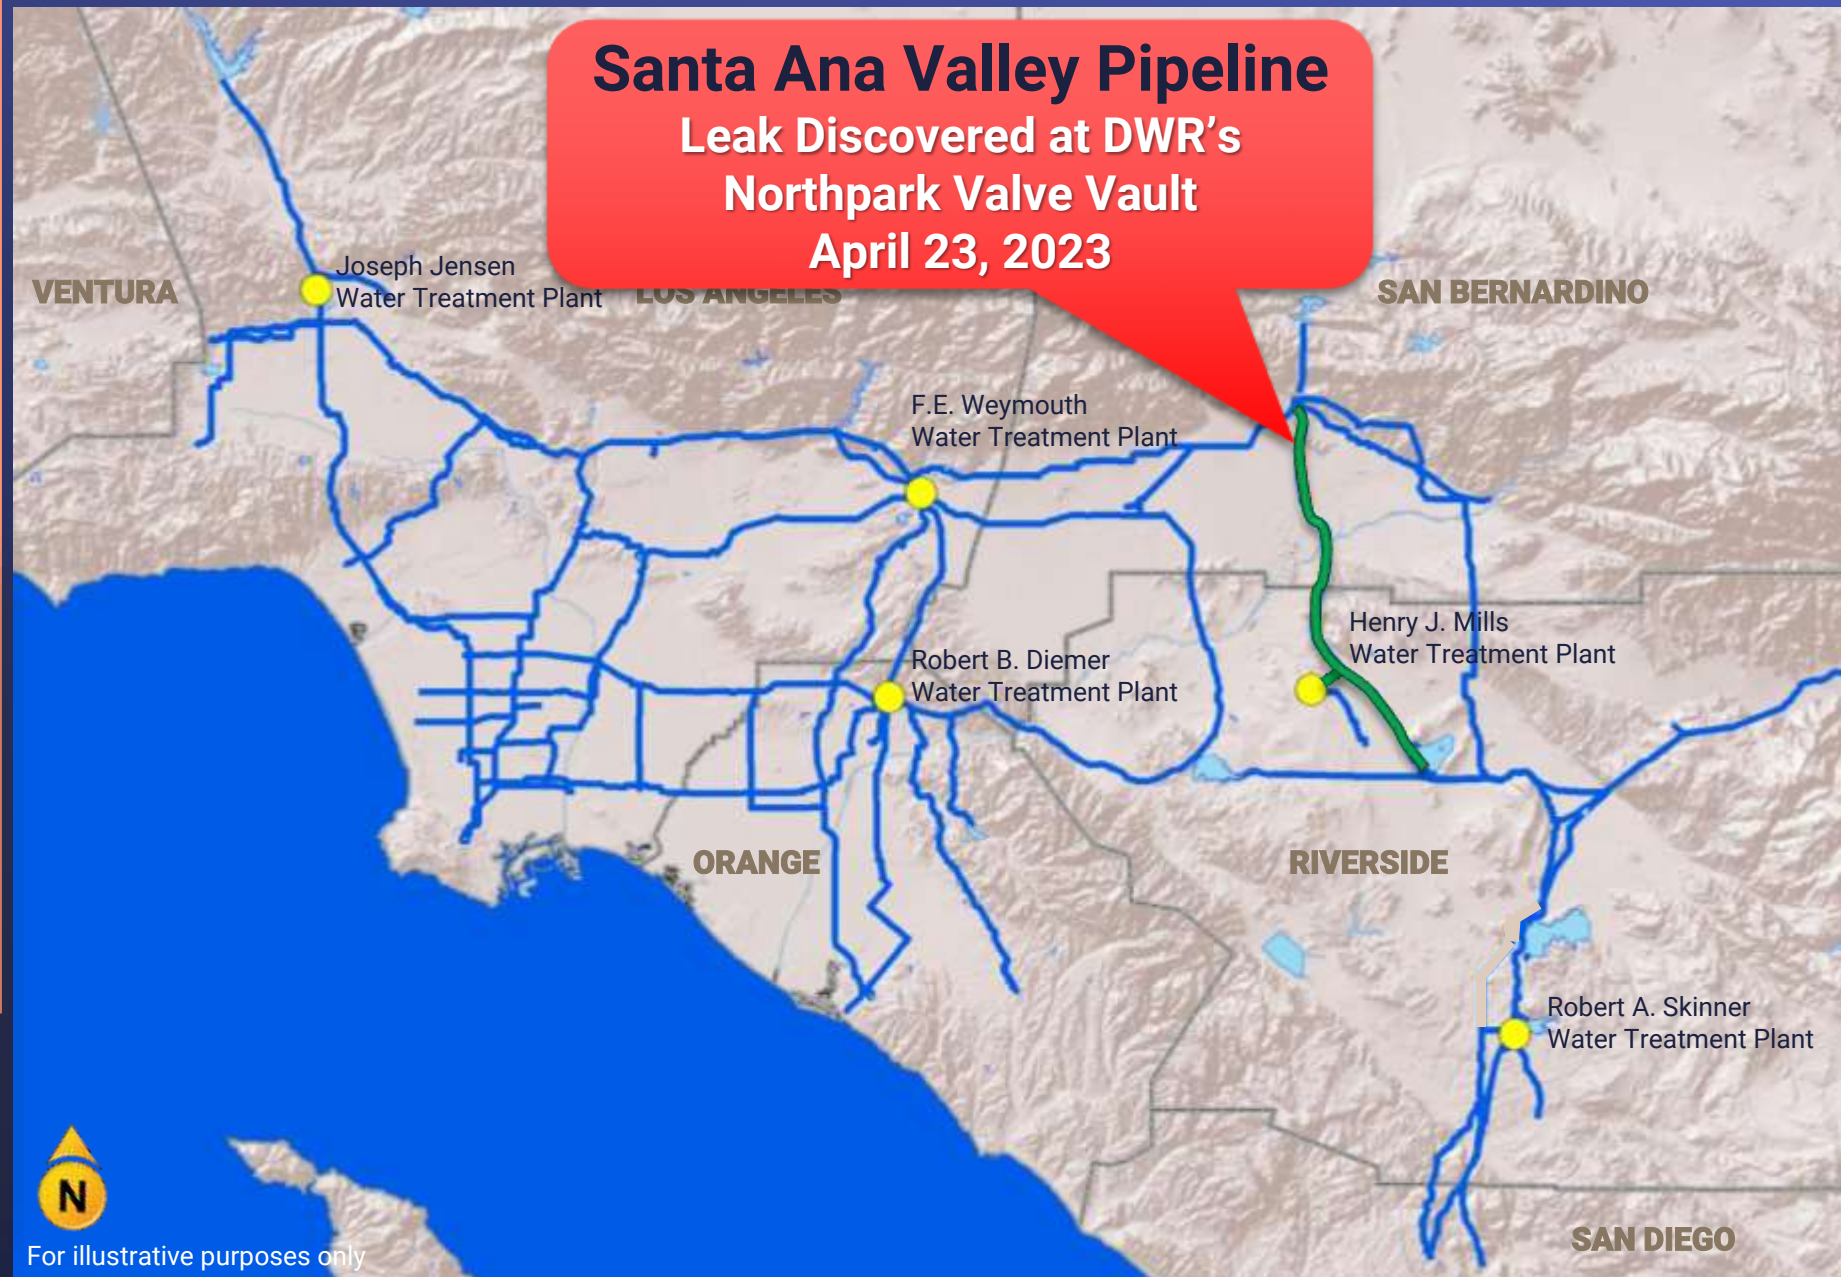 Santa Ana Valley Pipeline
Leak Discovered at DWR's
Northpark Valve Vault
April 23, 2023
Joseph Jensen
Water Treatment Plant
VENTURA
LOS ANGELES
SAN BERNARDINO
F.E. Weymouth
Water Treatment Plant
Henry J. Mills
Water Treatment Plant
Robert B. Diemer
Water Treatment Plant
ORANGE
RIVERSIDE
Robert A. Skinner
Water Treatment Plant
N
SAN DIEGO
For illustrative purposes only